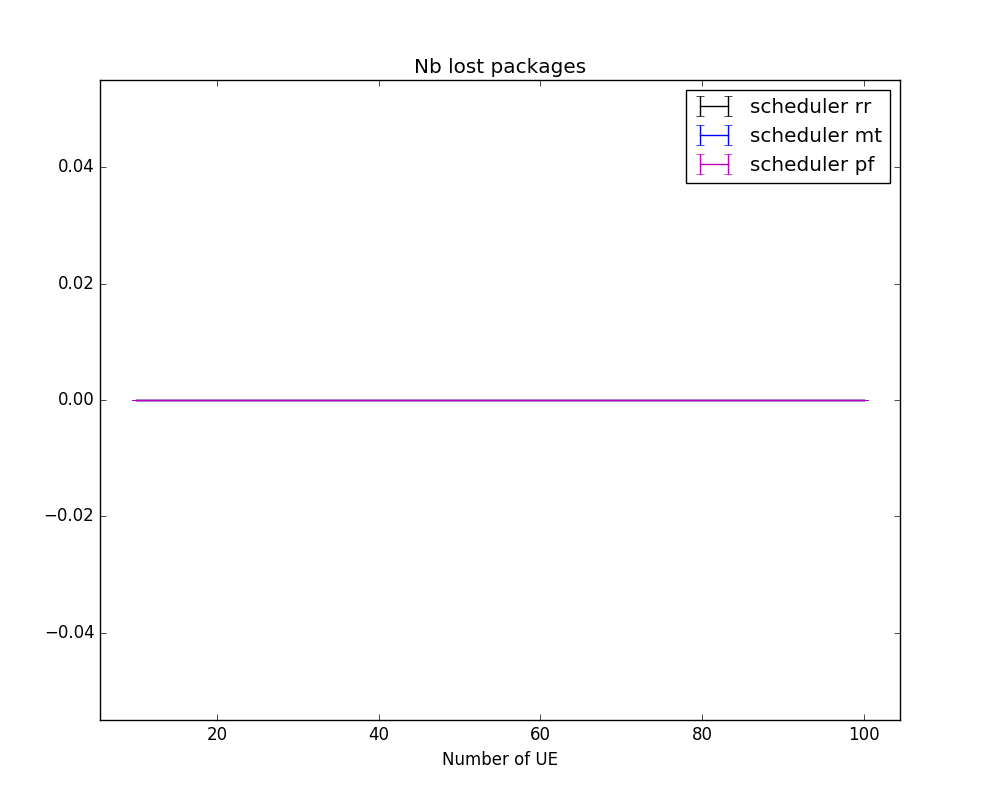 Nb lost packages
scheduler rr
scheduler mt
scheduler pf
0.04
0.02
0.00
−0.02
−0.04
20 40 60 80 100
Number of UE